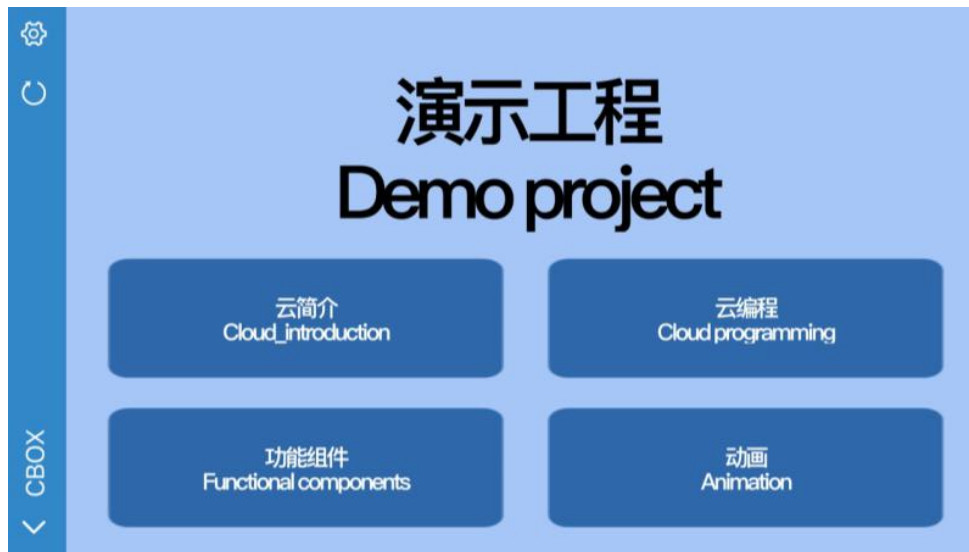 演示工程
Demo project
云简介
Cloud_introduction
云编程
Cloud programming
功能组件
Functional components
动画
Animation
CBOX